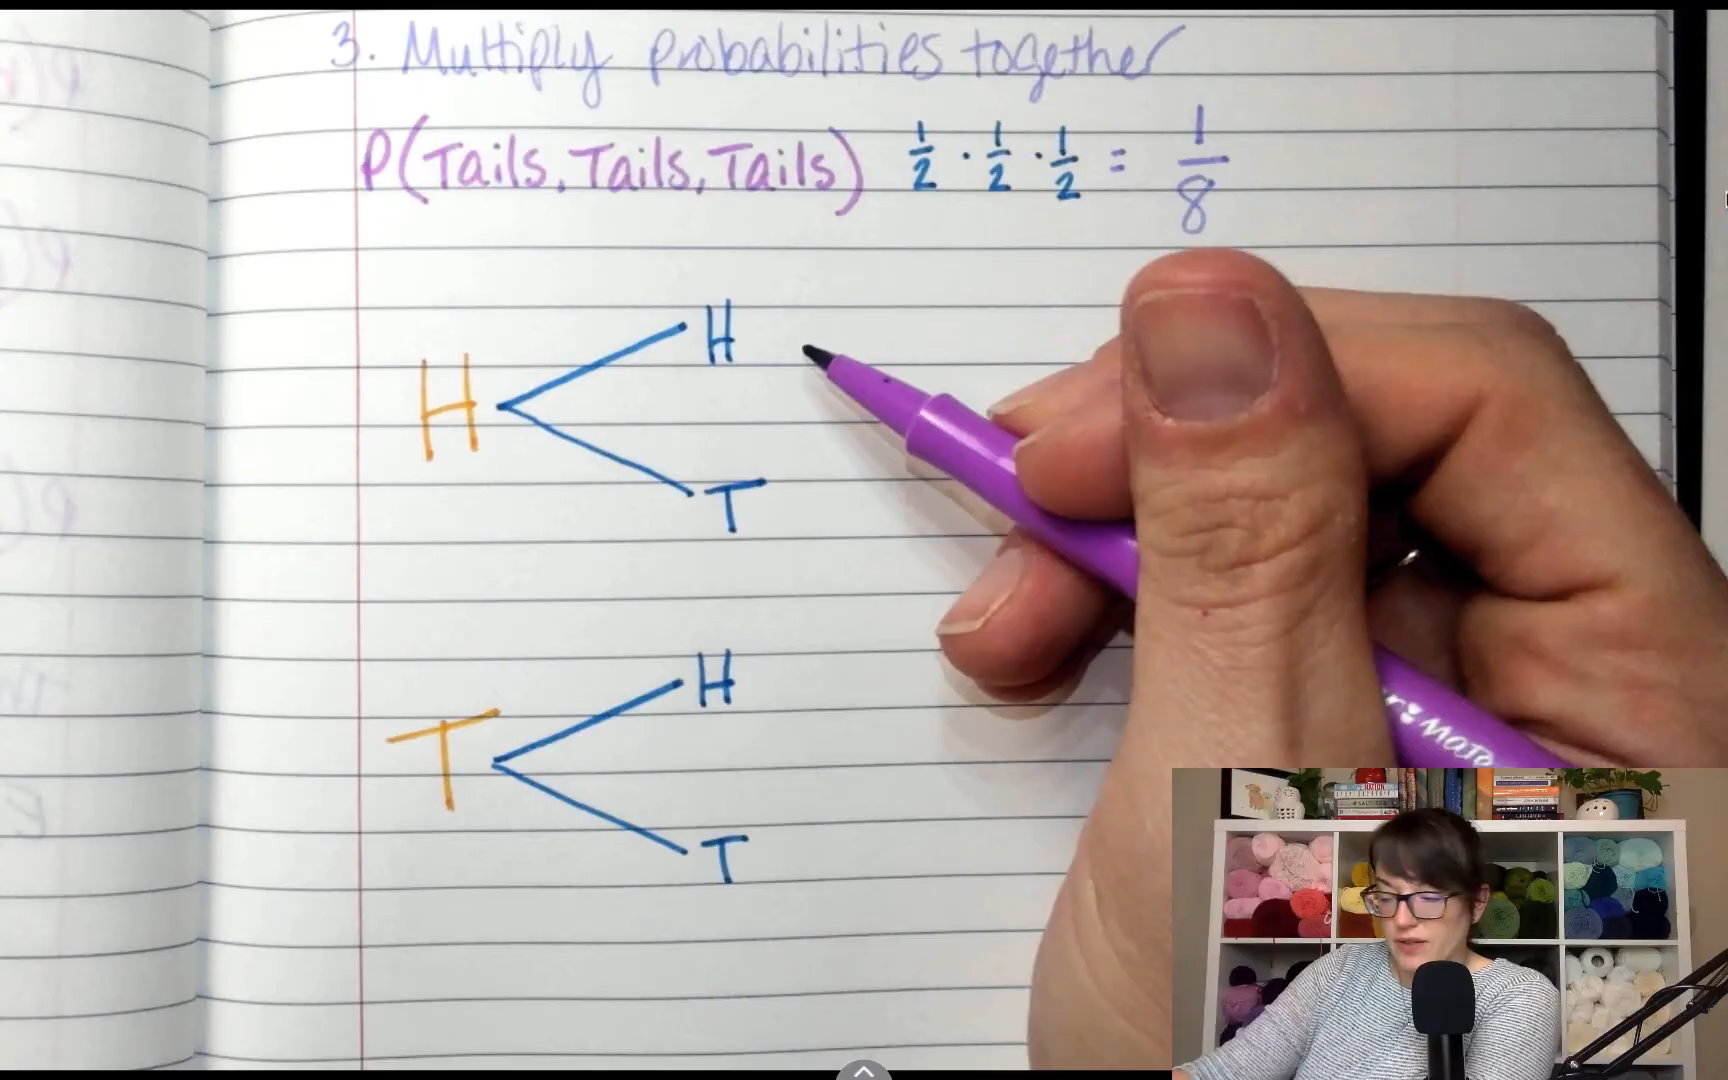 3. Multiply probabilities together
P(Tails, Tails, Tails) 1/2 · 1/2 · 1/2 = 1/8
H
H
T
H
T
T